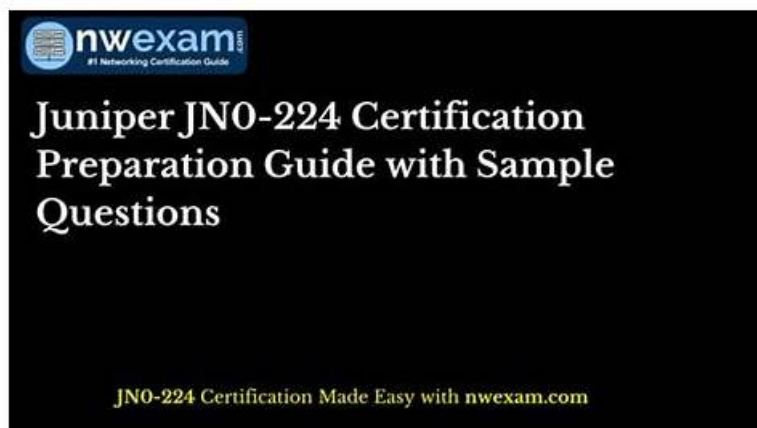 nwexam.com
#1 Networking Certification Guide
Juniper JN0-224 Certification
Preparation Guide with Sample
Questions
JN0-224 Certification Made Easy with nwexam.com